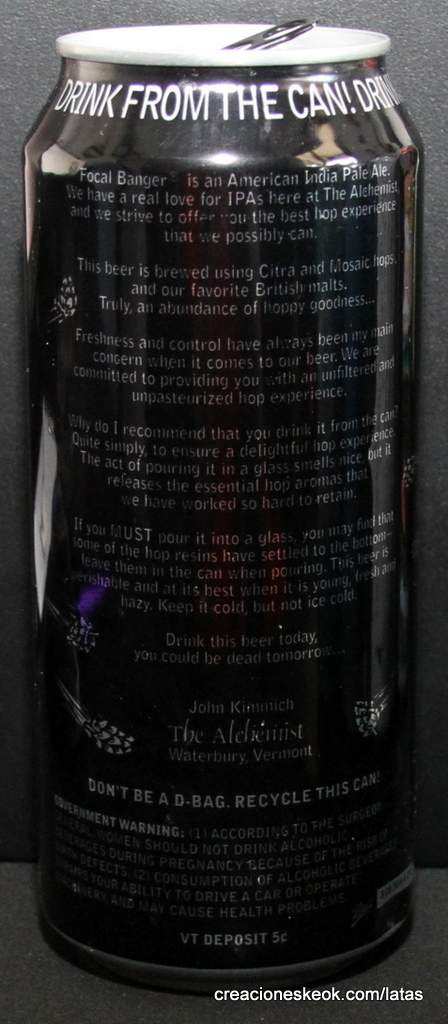 DRINK FROM THE CAN! DRIN
Focal Banger is an American India Pale Ale.
We have a real love for IPAs here at The Alchemist,
and we strive to offer you the best hop experience
that we possibly can.
This beer is brewed using Citra and Mosaic hops,
and our favorite British malts.
Truly, an abundance of hoppy goodness...
Freshness and control have always been my main
concern when it comes to our beer. We are
committed to providing you with an unfiltered and
unpasteurized hop experience.
Why do I recommend that you drink it from the can?
Quite simply, to ensure a delightful hop experience.
The act of pouring it in a glass smells nice, but it
releases the essential hop aromas that
we have worked so hard to retain.
If you MUST pour it into a glass, you may find that
some of the hop resins have settled to the bottom–
leave them in the can when pouring. This beer is
perishable and at its best when it is young, fresh and
hazy. Keep it cold, but not ice cold.
Drink this beer today,
you could be dead tomorrow...
John Kimmich
The Alchemist
Waterbury, Vermont
DON'T BE A D-BAG. RECYCLE THIS CAN!
GOVERNMENT WARNING: (1) ACCORDING TO THE SURGEON
GENERAL, WOMEN SHOULD NOT DRINK ALCOHOLIC
BEVERAGES DURING PREGNANCY BECAUSE OF THE RISK OF
BIRTH DEFECTS. (2) CONSUMPTION OF ALCOHOLIC BEVERAGES
IMPAIRS YOUR ABILITY TO DRIVE A CAR OR OPERATE
MACHINERY AND MAY CAUSE HEALTH PROBLEMS.
VT DEPOSIT 5¢
creacioneskeok.com/latas